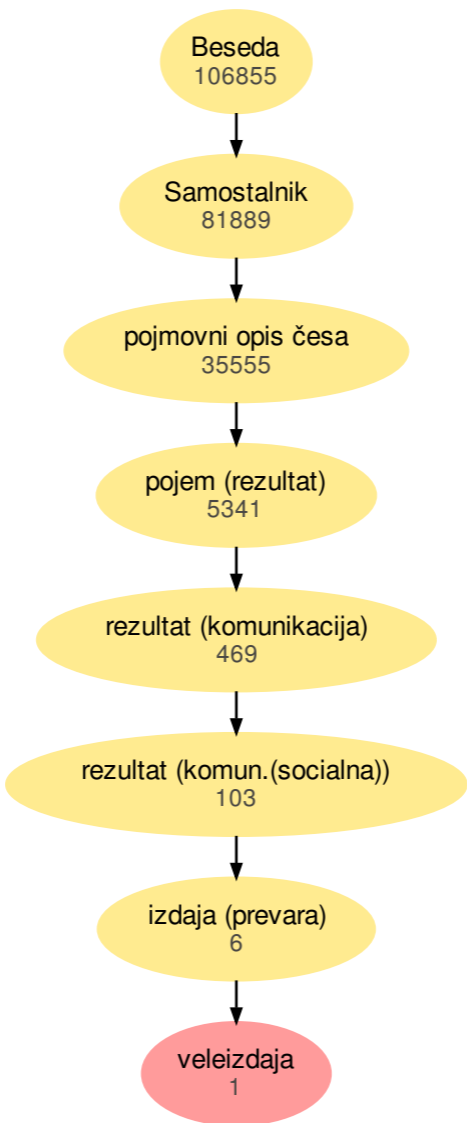 Beseda
106855
Samostalnik
81889
pojmovni opis česa
35555
pojem (rezultat)
5341
rezultat (komunikacija)
469
rezultat (komun.(socialna))
103
izdaja (prevara)
6
veleizdaja
1